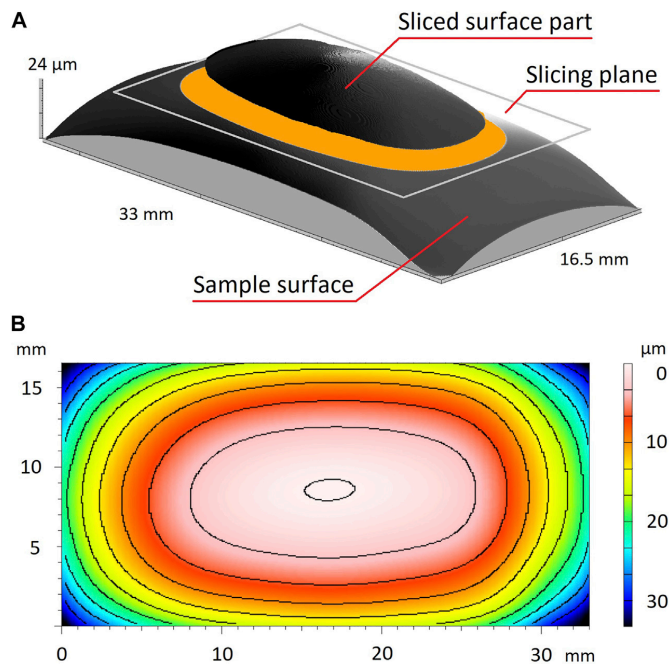 A
Sliced surface part
24 µm
Slicing plane
33 mm
16.5 mm
Sample surface
B
mm
µm
15
0
10
10
5
20
30
0
10
20
30
mm